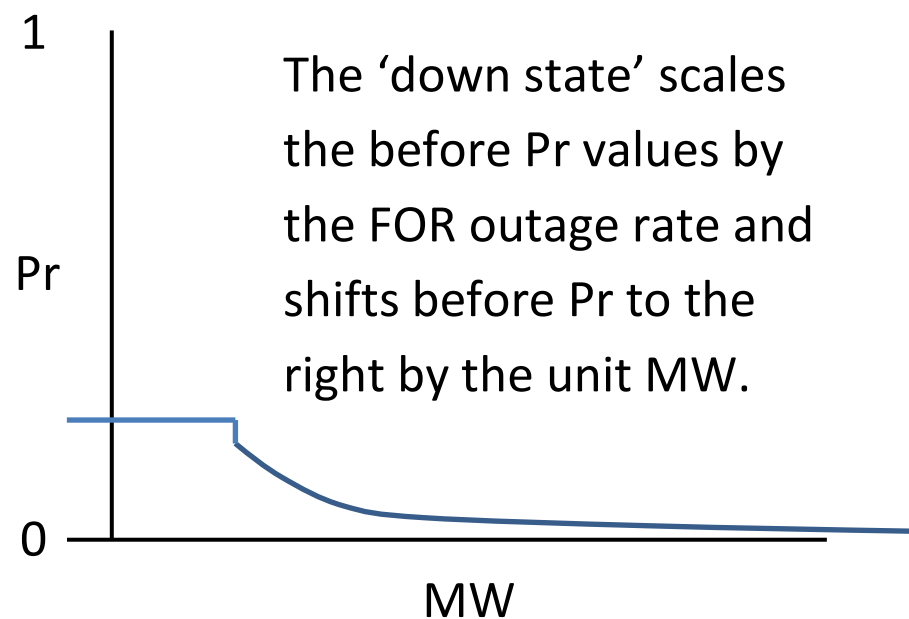 1
The ‘down state’ scales
the before Pr values by
the FOR outage rate and
Pr
shifts before Pr to the
right by the unit MW.
0
MW